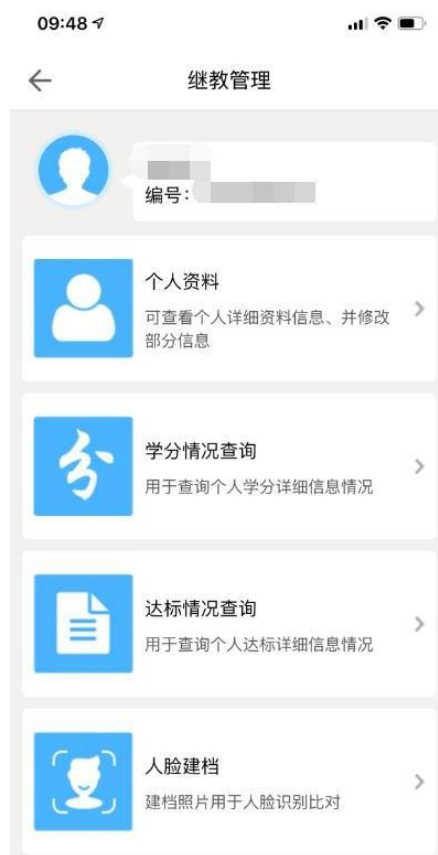 09:48
继教管理
编号:
个人资料
可查看个人详细资料信息、并修改
部分信息
分
学分情况查询
用于查询个人学分详细信息情况
达标情况查询
用于查询个人达标详细信息情况
人脸建档
建档照片用于人脸识别比对